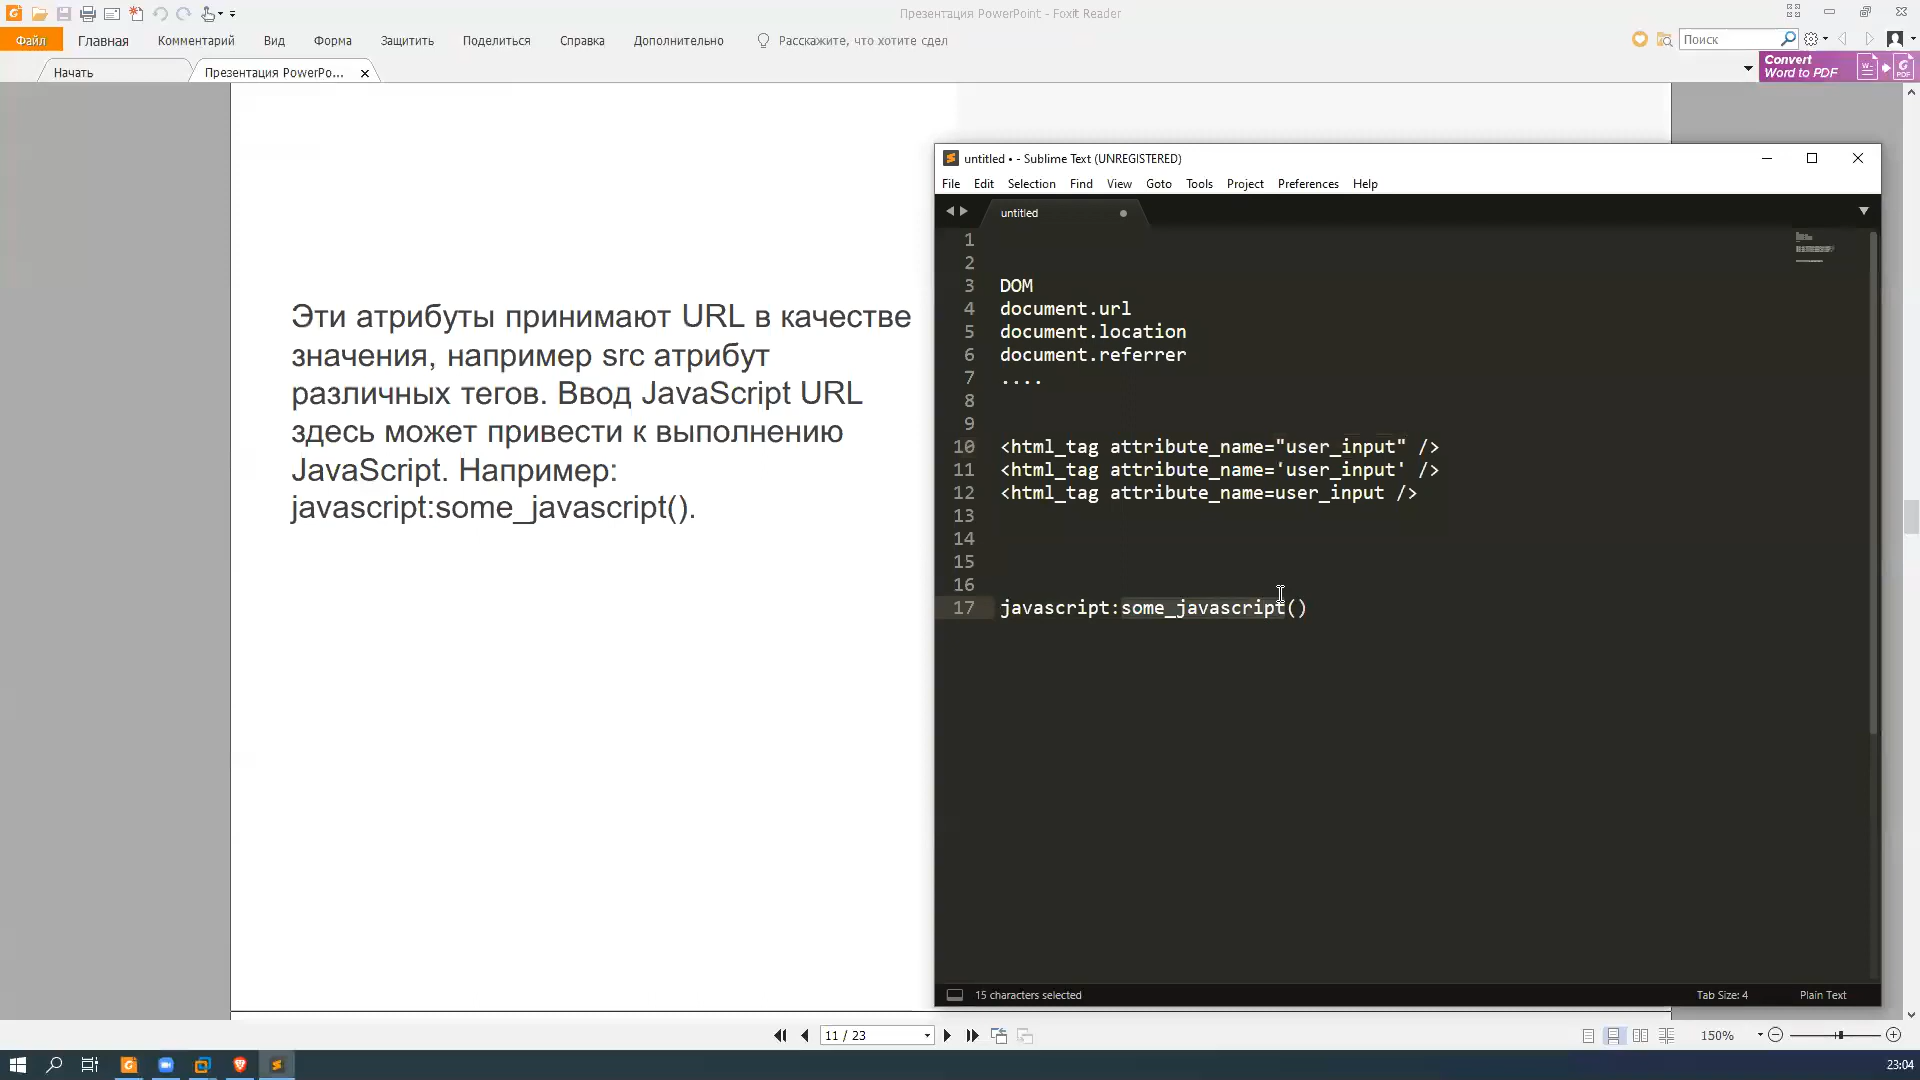 Презентация PowerPoint - Foxit Reader
Файл
Главная
Комментарий
Вид
Форма
Защитить
Поделиться
Справка
Дополнительно
Расскажите, что хотите сдел
Поиск
Начать
Презентация PowerPo...
Convert
Word to PDF
Эти атрибуты принимают URL в качестве
значения, например src атрибут
различных тегов. Ввод JavaScript URL
здесь может привести к выполнению
JavaScript. Например:
javascript:some_javascript().
untitled • - Sublime Text (UNREGISTERED)
File Edit Selection Find View Goto Tools Project Preferences Help
untitled
1
2
3 DOM
4 document.url
5 document.location
6 document.referrer
7 ....
8
9
10 <html_tag attribute_name="user_input" />
11 <html_tag attribute_name='user_input' />
12 <html_tag attribute_name=user_input />
13
14
15
16
17 javascript:some_javascript()
15 characters selected
Tab Size: 4
Plain Text
11 / 23
150%
23:04